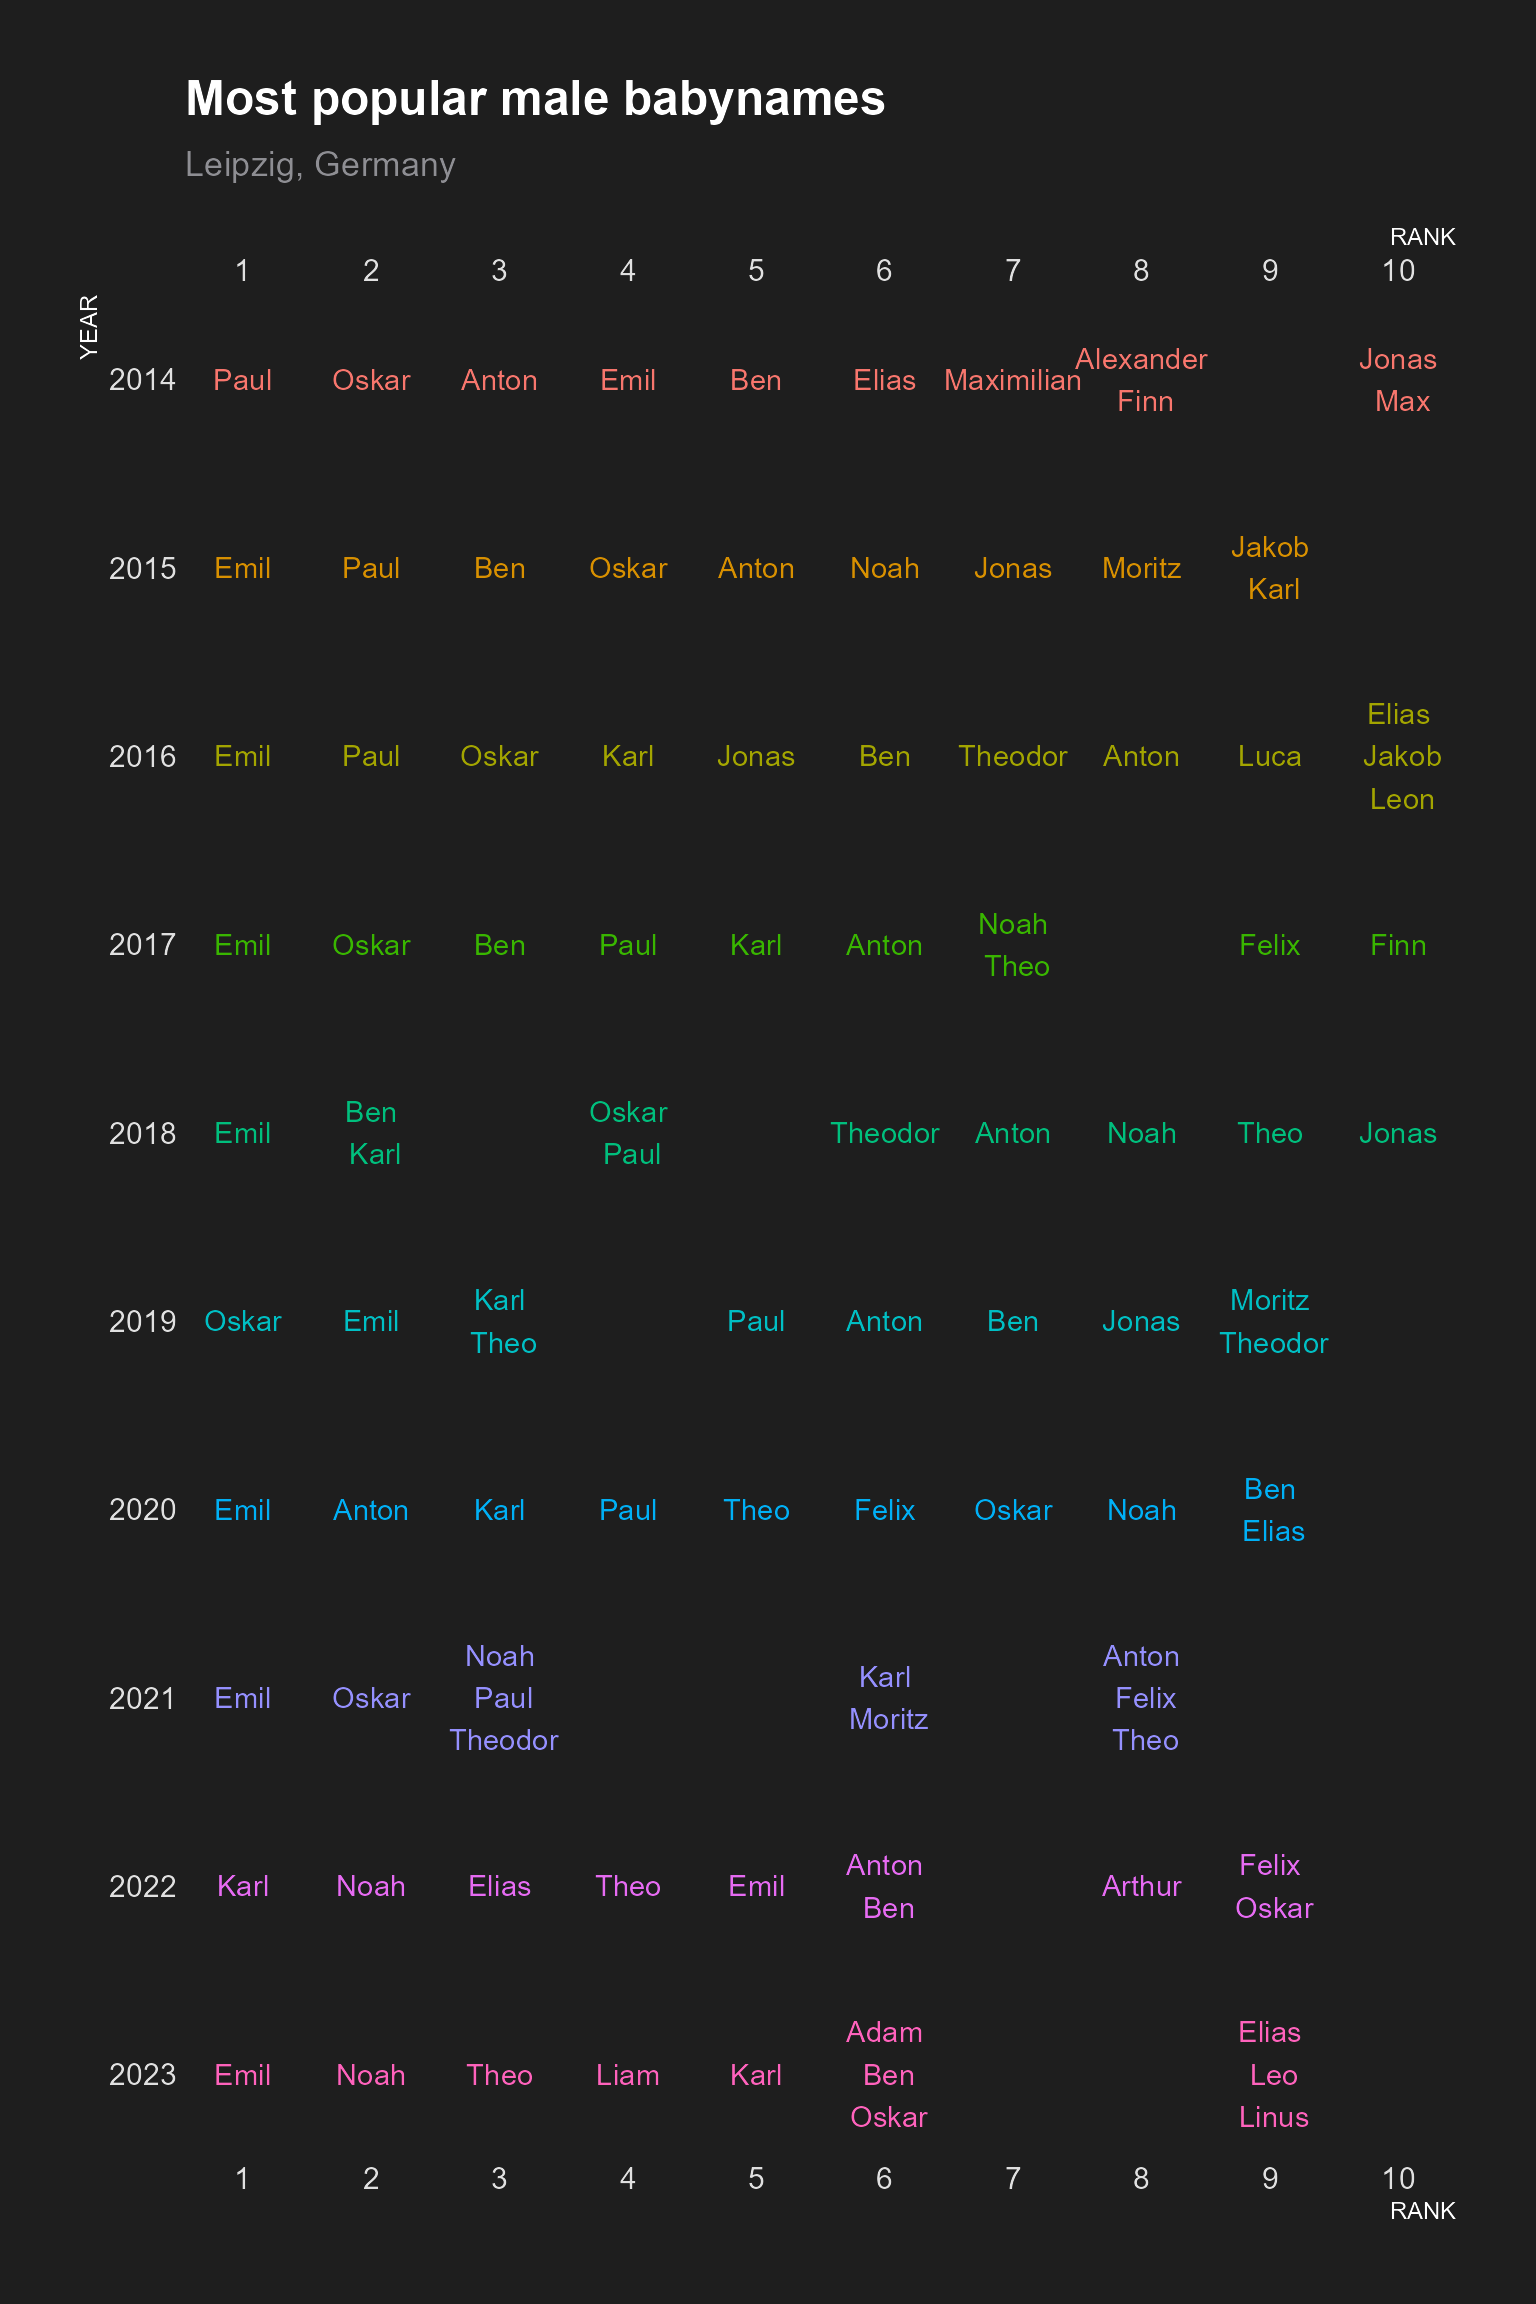 Most popular male babynames
Leipzig, Germany
RANK
1 2 3 4 5 6 7 8 9 10
YEAR
2014 Paul Oskar Anton Emil Ben Elias Maximilian Alexander Jonas
Finn Max
2015 Emil Paul Ben Oskar Anton Noah Jonas Moritz Jakob
Karl
Elias
2016 Emil Paul Oskar Karl Jonas Ben Theodor Anton Luca Jakob
Leon
2017 Emil Oskar Ben Paul Karl Anton Noah Felix Finn
Theo
2018 Emil Ben Oskar Theodor Anton Noah Theo Jonas
Karl Paul
2019 Oskar Emil Karl Paul Anton Ben Jonas Moritz
Theo Theodor
2020 Emil Anton Karl Paul Theo Felix Oskar Noah Ben
Elias
Noah Karl Anton
2021 Emil Oskar Paul Moritz Felix
Theodor Theo
2022 Karl Noah Elias Theo Emil Anton Arthur Felix
Ben Oskar
Adam Elias
2023 Emil Noah Theo Liam Karl Ben Leo
Oskar Linus
1 2 3 4 5 6 7 8 9 10
RANK